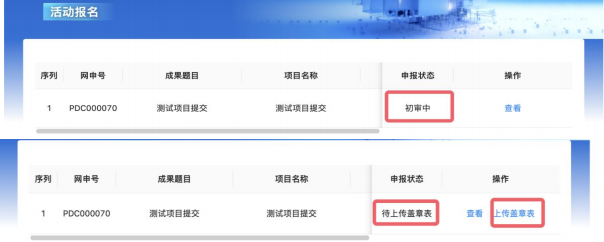 活动报名
序列 网申号 成果题目 项目名称 申报状态 操作
1 PDC000070 测试项目提交 测试项目提交 初审中 查看
序列 网申号 成果题目 项目名称 申报状态 操作
1 PDC000070 测试项目提交 测试项目提交 待上传盖章表 查看 上传盖章表